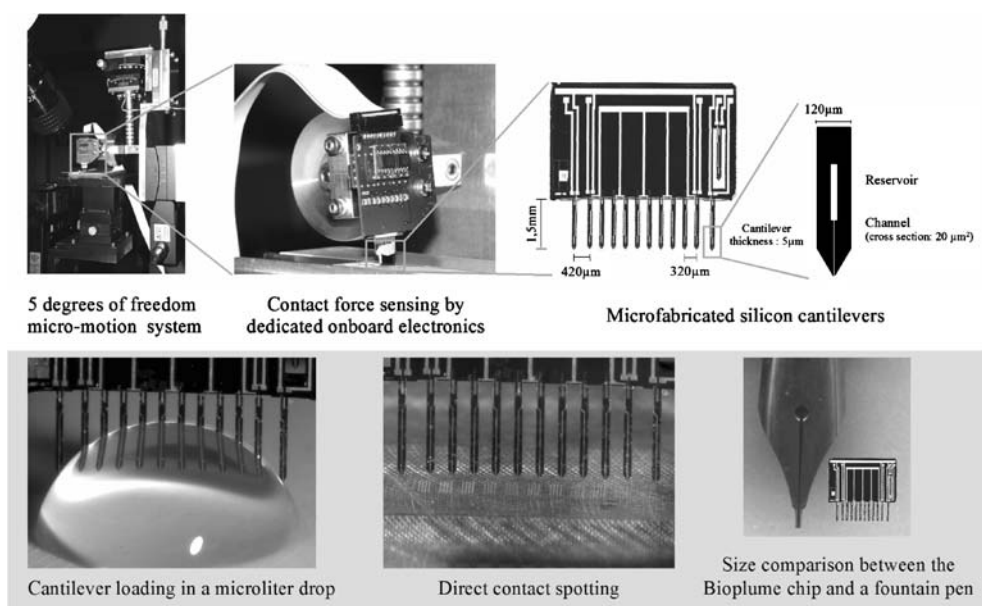 120µm
Reservoir
Channel
(cross section: 20 µm²)
1,5mm
Cantilever
thickness : 5µm
420µm
320µm
5 degrees of freedom
micro-motion system
Contact force sensing by
dedicated onboard electronics
Microfabricated silicon cantilevers
Cantilever loading in a microliter drop
Direct contact spotting
Size comparison between the
Bioplume chip and a fountain pen